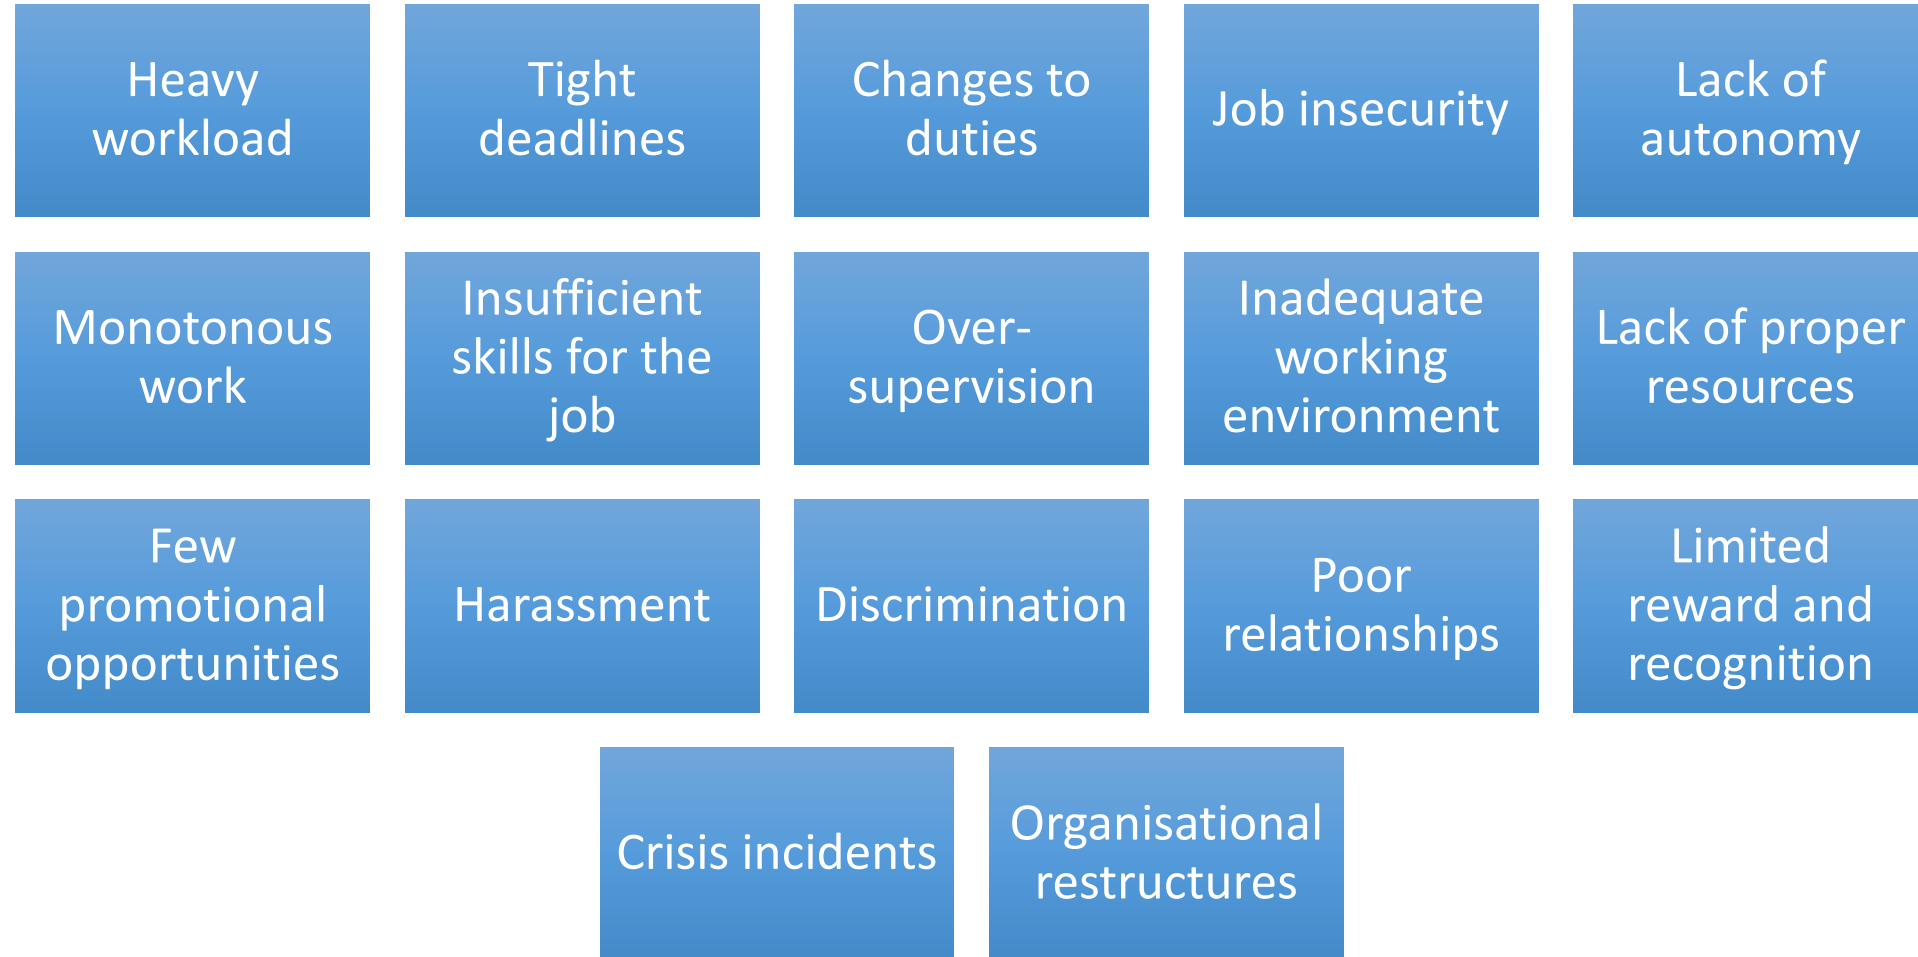 Heavy
workload
Tight
deadlines
Changes to
duties
Job insecurity
Lack of
autonomy
Monotonous
work
Insufficient
skills for the
job
Over-
supervision
Inadequate
working
environment
Lack of proper
resources
Few
promotional
opportunities
Harassment
Discrimination
Poor
relationships
Limited
reward and
recognition
Crisis incidents
Organisational
restructures